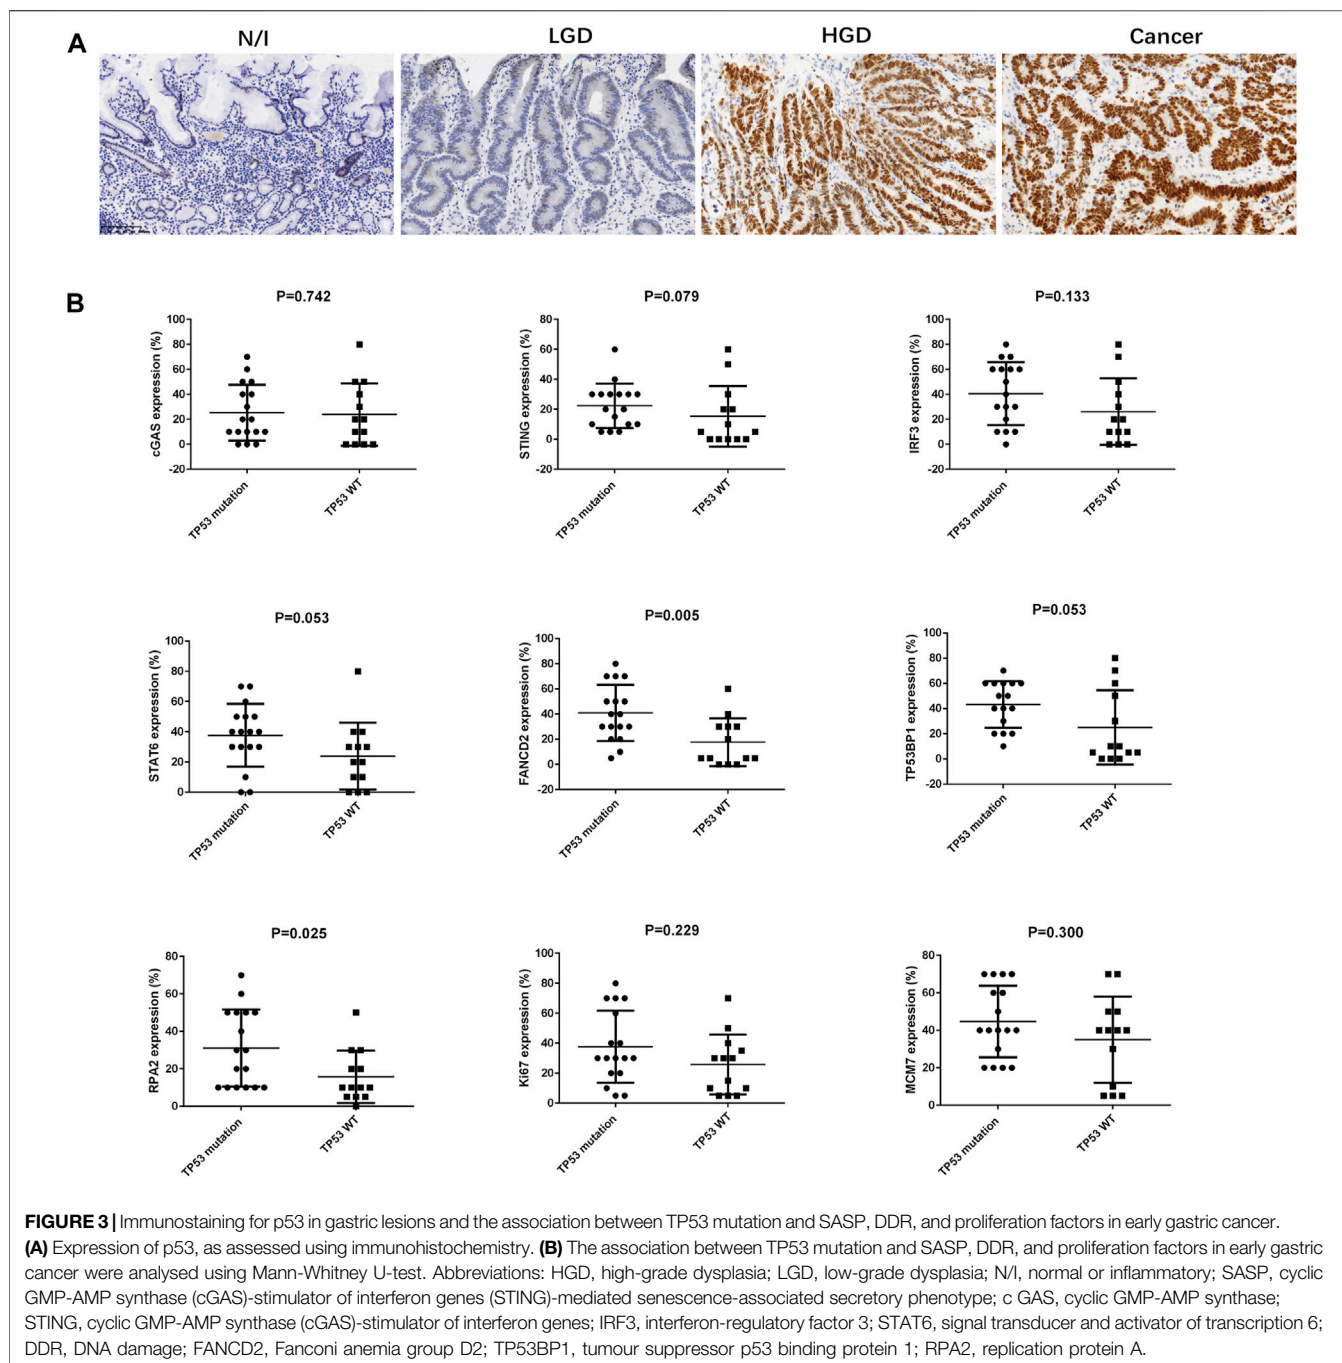 A
N/I
LGD
HGD
Cancer
B
P=0.742
cGAS expression (%)
100
80
60
40
20
0
-20
TP53 mutation
TP53 WT
P=0.079
STING expression (%)
80
60
40
20
0
-20
TP53 mutation
TP53 WT
P=0.133
IRF3 expression (%)
100
80
60
40
20
0
-20
TP53 mutation
TP53 WT
P=0.053
STAT6 expression (%)
100
80
60
40
20
0
TP53 mutation
TP53 WT
P=0.005
FANCD2 expression (%)
100
80
60
40
20
0
-20
TP53 mutation
TP53 WT
P=0.053
TP53BP1 expression (%)
100
80
60
40
20
0
-20
TP53 mutation
TP53 WT
P=0.025
RPA2 expression (%)
80
60
40
20
0
TP53 mutation
TP53 WT
P=0.229
Ki67 expression (%)
100
80
60
40
20
0
TP53 mutation
TP53 WT
P=0.300
MCM7 expression (%)
80
60
40
20
0
TP53 mutation
TP53 WT
FIGURE 3 | Immunostaining for p53 in gastric lesions and the association between TP53 mutation and SASP, DDR, and proliferation factors in early gastric cancer.
(A) Expression of p53, as assessed using immunohistochemistry. (B) The association between TP53 mutation and SASP, DDR, and proliferation factors in early gastric
cancer were analysed using Mann-Whitney U-test. Abbreviations: HGD, high-grade dysplasia; LGD, low-grade dysplasia; N/I, normal or inflammatory; SASP, cyclic
GMP-AMP synthase (cGAS)-stimulator of interferon genes (STING)-mediated senescence-associated secretory phenotype; c GAS, cyclic GMP-AMP synthase;
STING, cyclic GMP-AMP synthase (cGAS)-stimulator of interferon genes; IRF3, interferon-regulatory factor 3; STAT6, signal transducer and activator of transcription 6;
DDR, DNA damage; FANCD2, Fanconi anemia group D2; TP53BP1, tumour suppressor p53 binding protein 1; RPA2, replication protein A.